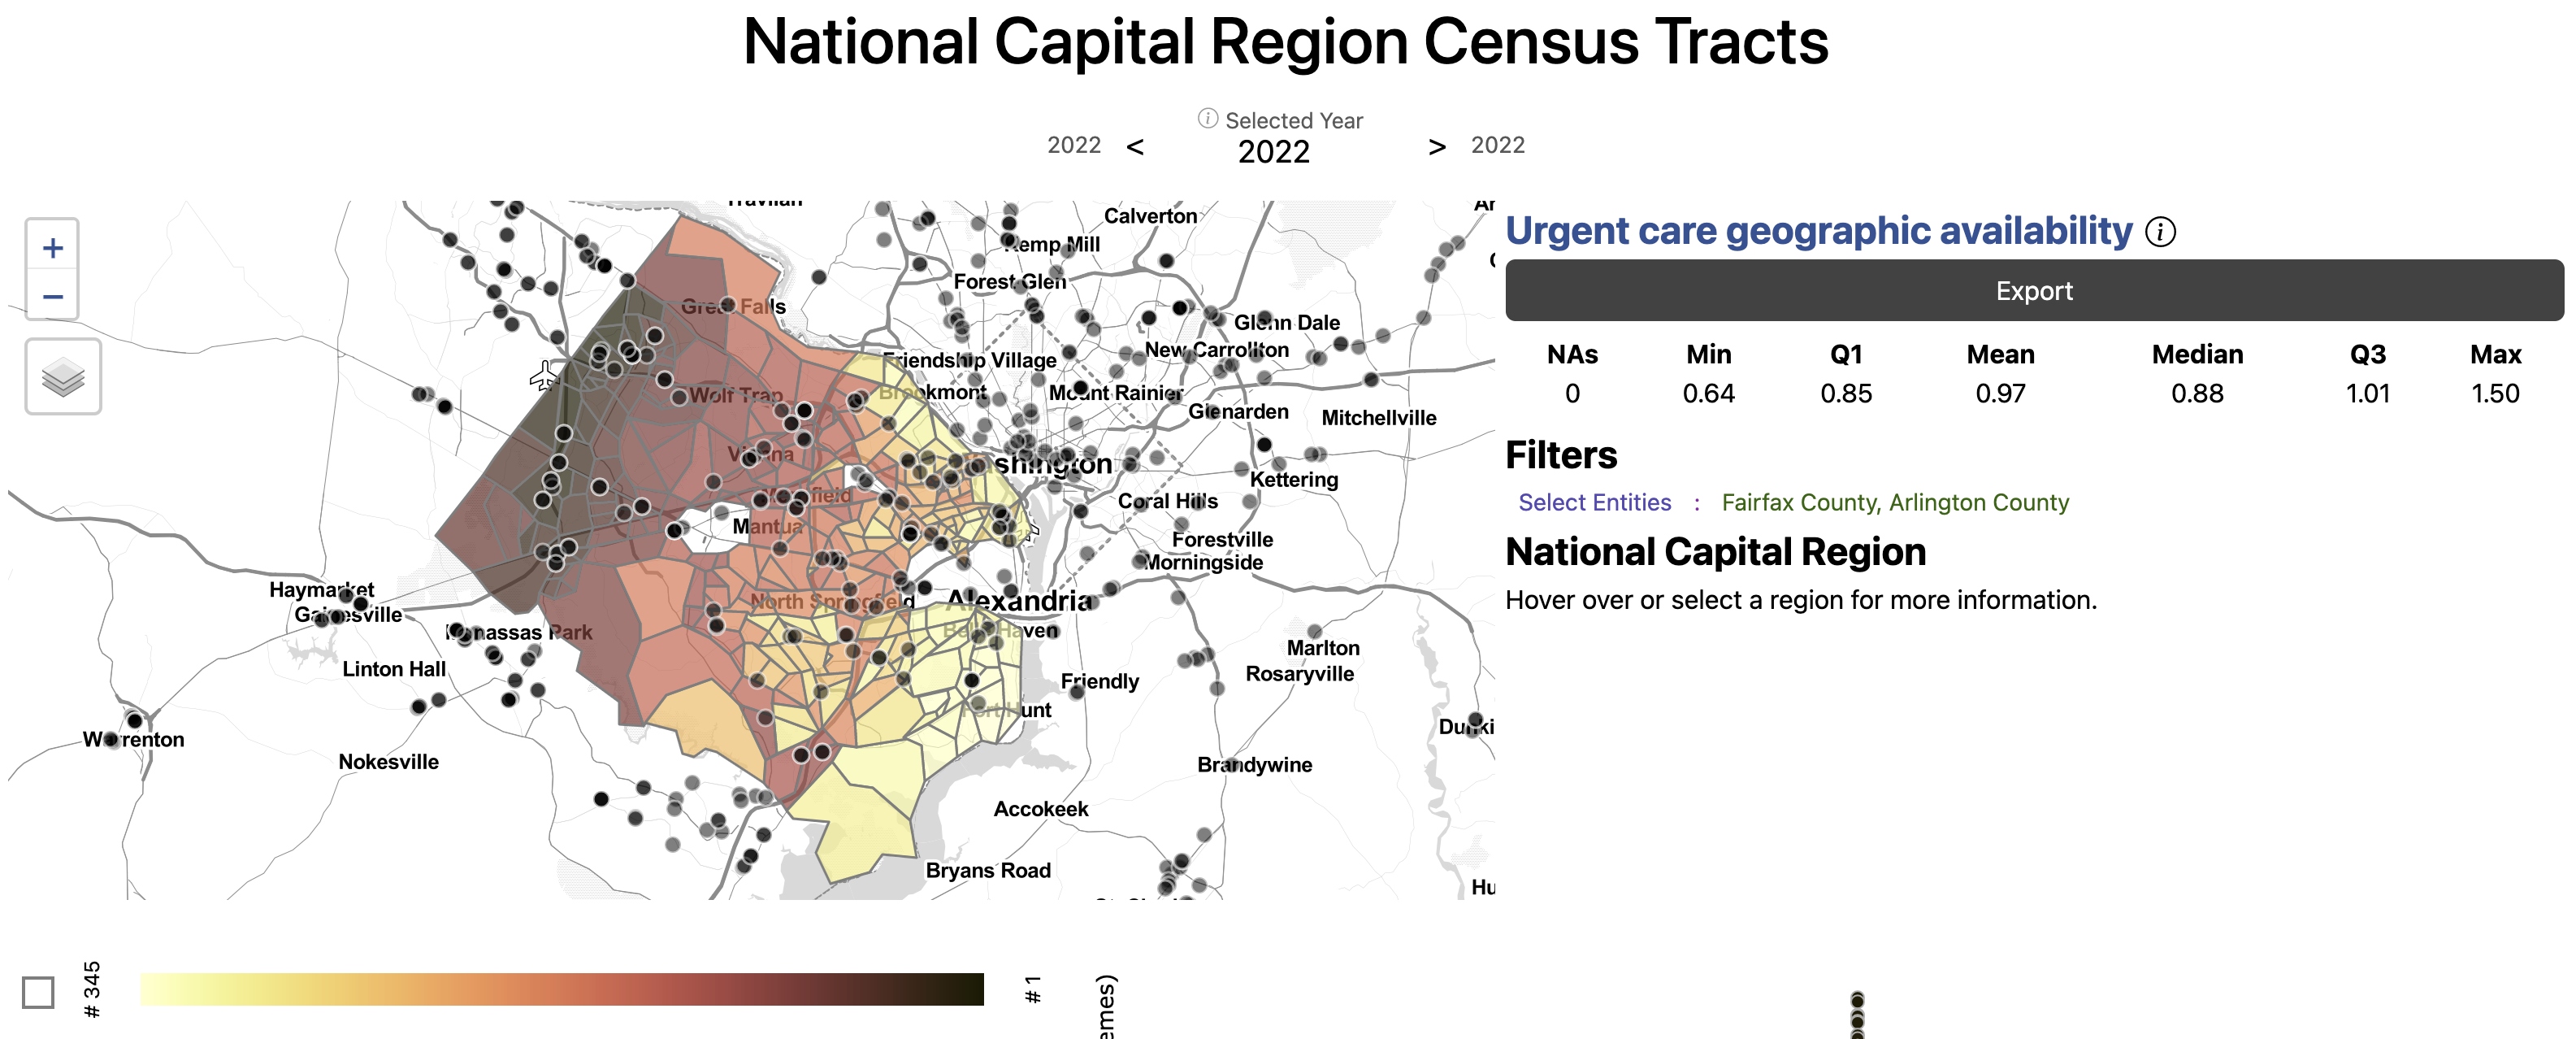 National Capital Region Census Tracts
Selected Year
2022 < 2022 > 2022
Calverton
Kemp Mill
Forest Glen
Great Falls
Glenn Dale
New Carrollton
Friendship Village
Brookmont
Mount Rainier
Wolf Trap
Glenarden
Mitchellville
Vienna
shington
Kettering
Merrifield
Coral Hills
Mantua
Forestville
Morningside
Haymarket
Gainesville
North Springfield
Alexandria
Manassas Park
Belle Haven
Marlton
Linton Hall
Rosaryville
Friendly
Fort Hunt
Warrenton
Nokesville
Brandywine
Accokeek
Bryans Road
+
−
Urgent care geographic availability
Export
NAs Min Q1 Mean Median Q3 Max
0 0.64 0.85 0.97 0.88 1.01 1.50
Filters
Select Entities : Fairfax County, Arlington County
National Capital Region
Hover over or select a region for more information.
# 345
# 1
emes)